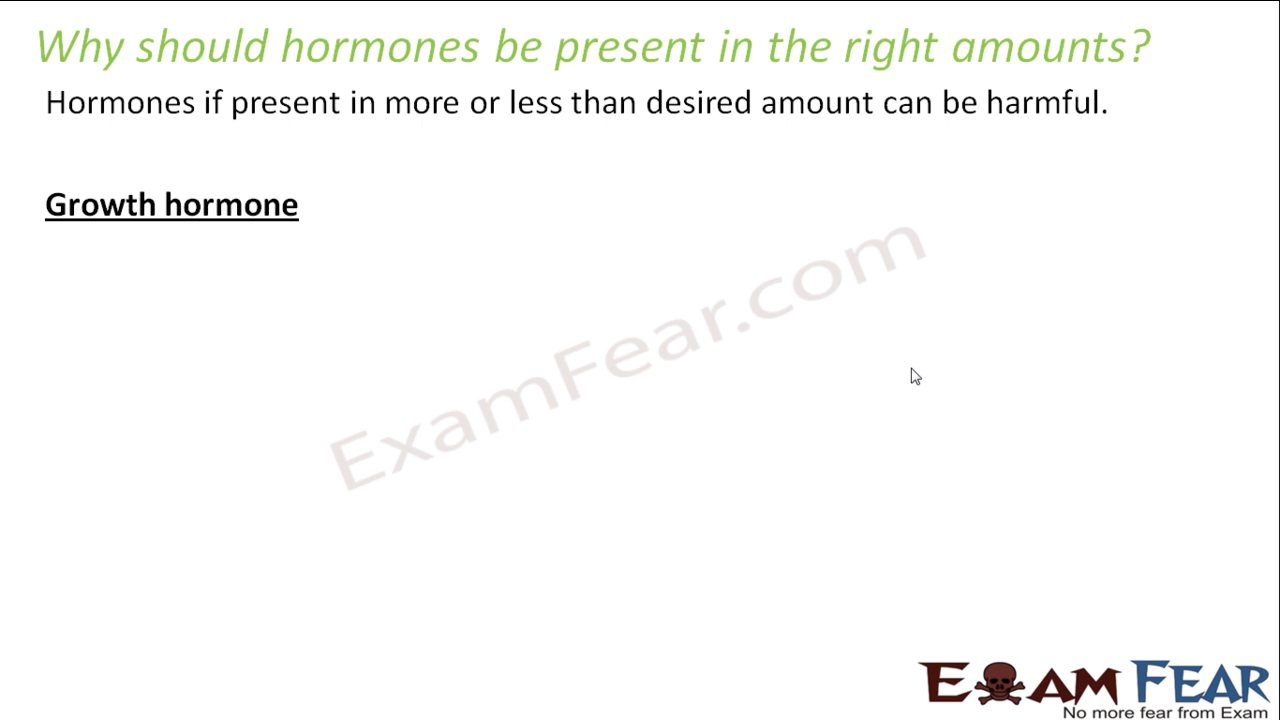 Why should hormones be present in the right amounts?
Hormones if present in more or less than desired amount can be harmful.
Growth hormone
ExamFear.com
EXAM FEAR
No more fear from Exam